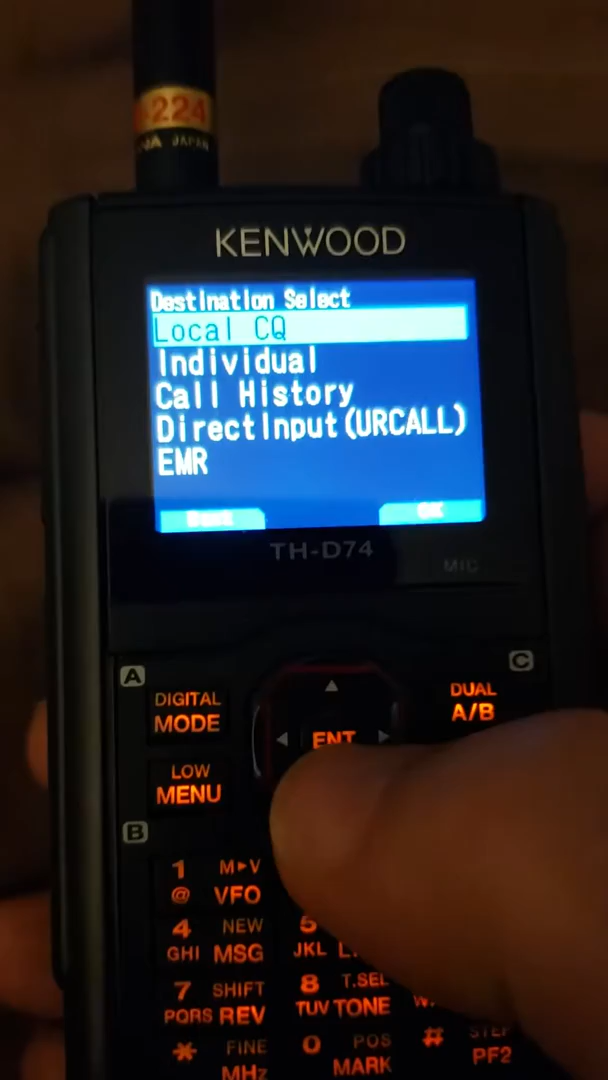 -224
JAPAN
KENWOOD
Destination Select
Local CQ
Individual
Call History
DirectInput(URCALL)
EMR
OK
TH-D74
MIC
A
C
DIGITAL
MODE
DUAL
A/B
ENT
LOW
MENU
B
1 M►V
@ VFO
4 NEW 5
GHI MSG JKL
7 SHIFT 8 T.SEL
PQRS REV TUV TONE
* FINE 0 POS #
MHz MARK PF2